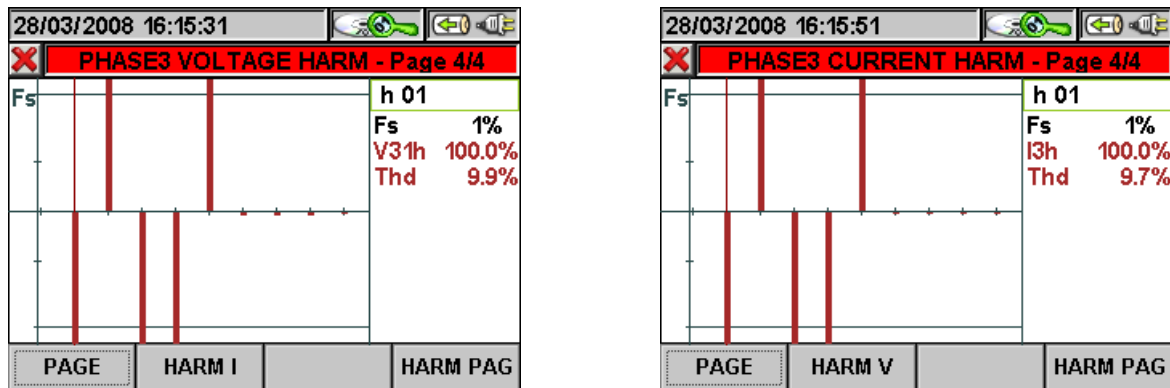 28/03/2008 16:15:31
PHASE3 VOLTAGE HARM - Page 4/4
Fs
h 01
Fs 1%
V31h 100.0%
Thd 9.9%
PAGE HARM I HARM PAG
28/03/2008 16:15:51
PHASE3 CURRENT HARM - Page 4/4
Fs
h 01
Fs 1%
I3h 100.0%
Thd 9.7%
PAGE HARM V HARM PAG